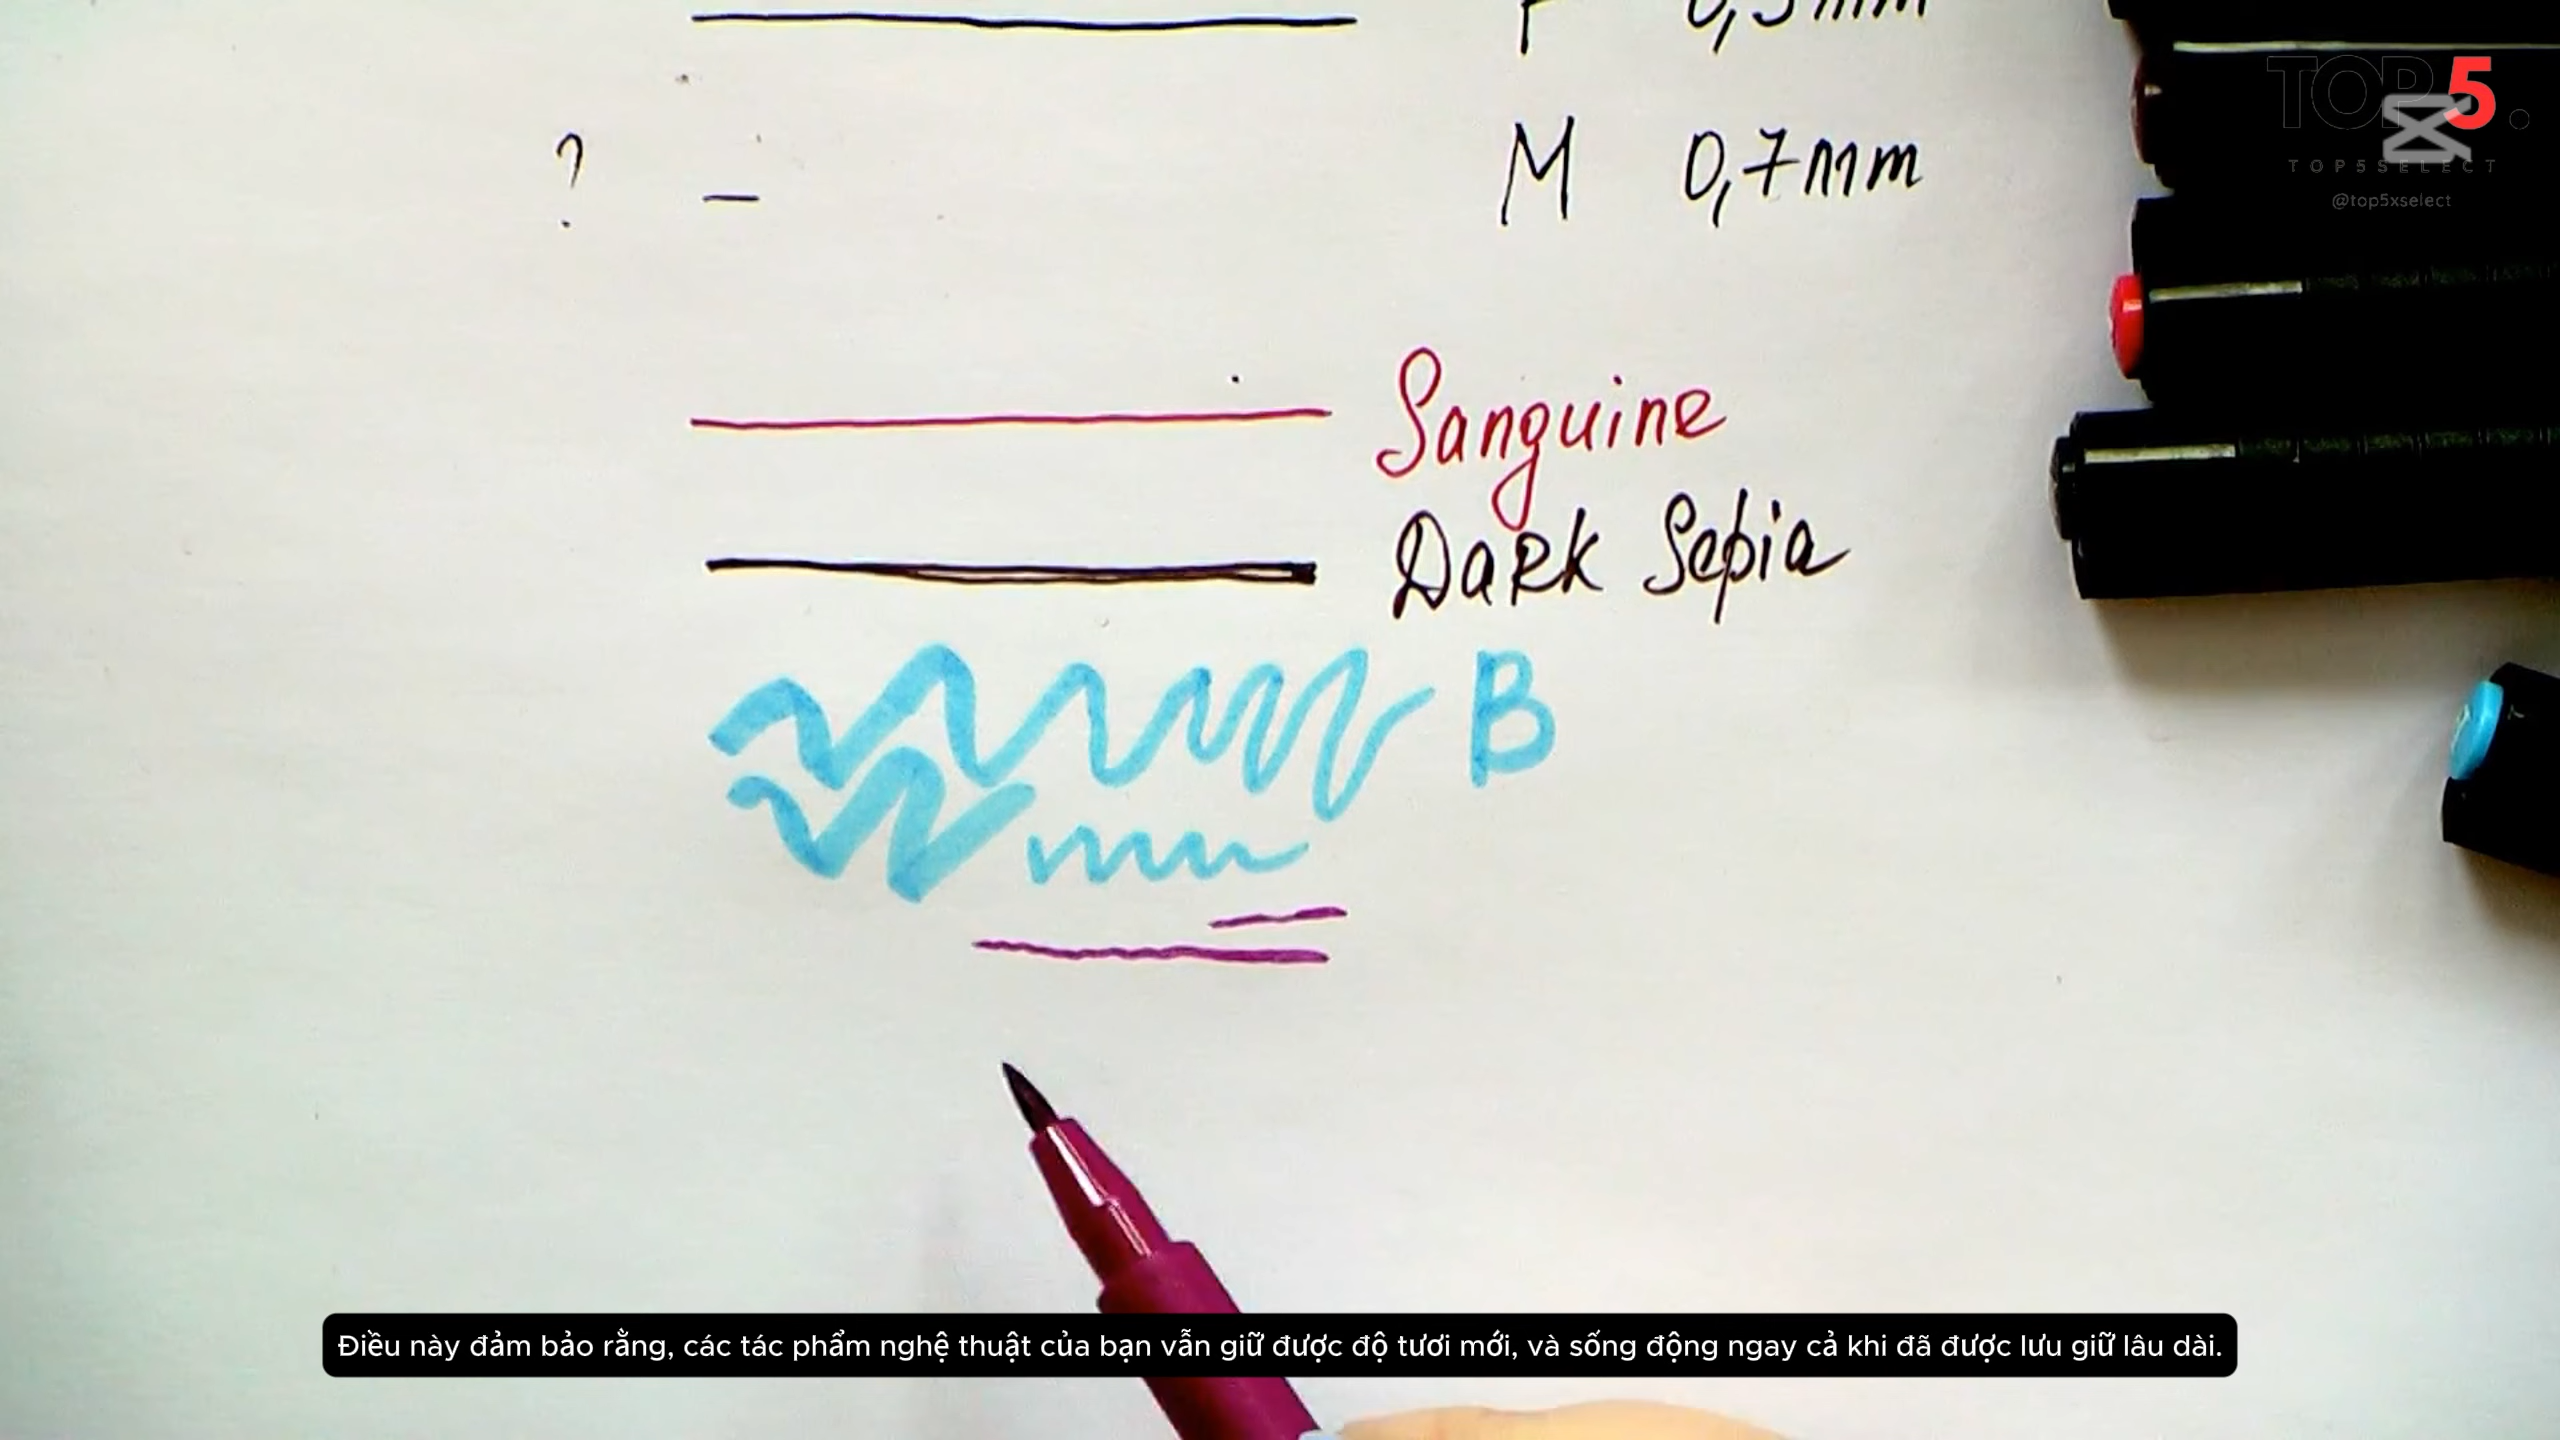 M 0,7mm
?
Sanguine
Dark Sepia
B
TOP5.
TOP5SELECT
@top5xselect
Điều này đảm bảo rằng, các tác phẩm nghệ thuật của bạn vẫn giữ được độ tươi mới, và sống động ngay cả khi đã được lưu giữ lâu dài.